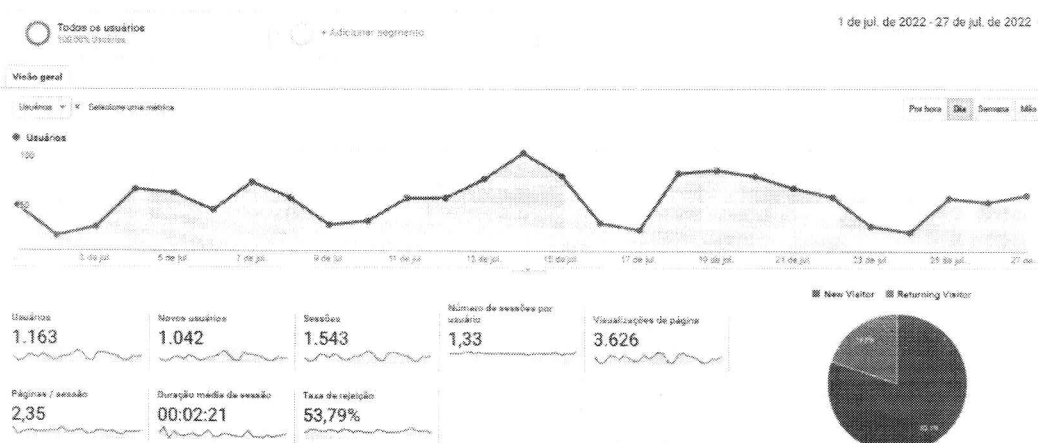 Todos os usuários
100,00% Usuários
+ Adicionar segmento
1 de jul. de 2022 - 27 de jul. de 2022
Visão geral
Usuários
Selecione uma métrica
Por hora Dia Semana Mês
Usuários
100
50
3 de jul. 5 de jul. 7 de jul. 9 de jul. 11 de jul. 13 de jul. 15 de jul. 17 de jul. 19 de jul. 21 de jul. 23 de jul. 25 de jul. 27 de...
New Visitor Returning Visitor
Usuários
1.163
Novos usuários
1.042
Sessões
1.543
Número de sessões por
usuário
1,33
Visualizações de página
3.626
Páginas / sessão
2,35
Duração média da sessão
00:02:21
Taxa de rejeição
53,79%